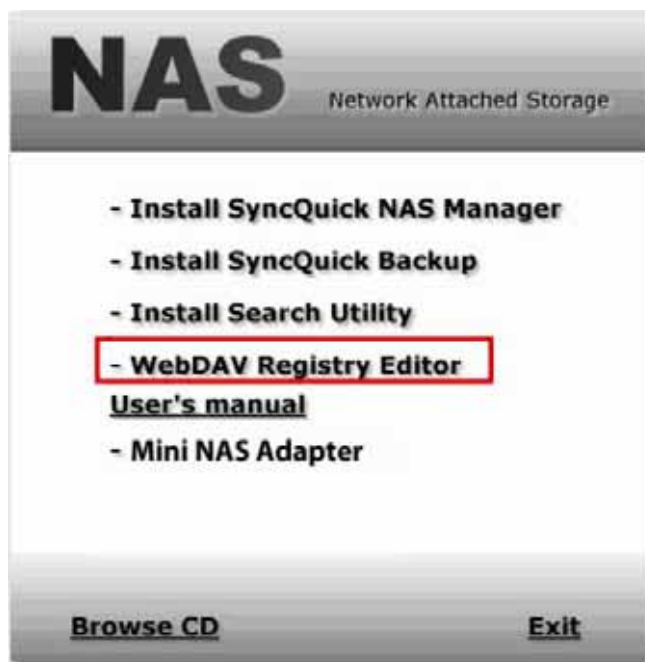 NAS
Network Attached Storage
- Install SyncQuick NAS Manager
- Install SyncQuick Backup
- Install Search Utility
- WebDAV Registry Editor
User's manual
- Mini NAS Adapter
Browse CD
Exit